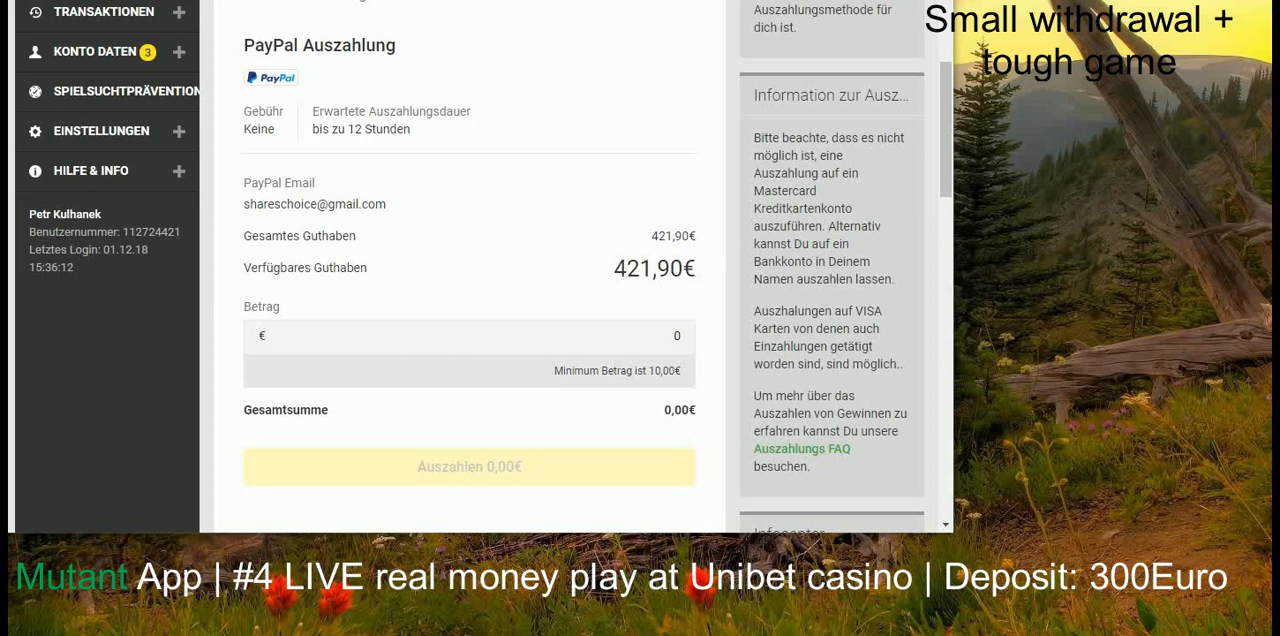 TRANSAKTIONEN
KONTO DATEN 3
SPIELSUCHTPRÄVENTION
EINSTELLUNGEN
HILFE & INFO
Petr Kulhanek
Benutzernummer: 112724421
Letztes Login: 01.12.18
15:36:12
PayPal Auszahlung
PayPal
Gebühr
Keine
Erwartete Auszahlungsdauer
bis zu 12 Stunden
PayPal Email
shareschoice@gmail.com
Gesamtes Guthaben 421,90€
Verfügbares Guthaben 421,90€
Betrag
€ 0
Minimum Betrag ist 10,00€
Gesamtsumme 0,00€
Auszahlen 0,00€
Auszahlungsmethode für
dich ist.
Information zur Ausz...
Bitte beachte, dass es nicht
möglich ist, eine
Auszahlung auf ein
Mastercard
Kreditkartenkonto
auszuführen. Alternativ
kannst Du auf ein
Bankkonto in Deinem
Namen auszahlen lassen.
Auszhalungen auf VISA
Karten von denen auch
Einzahlungen getätigt
worden sind, sind möglich..
Um mehr über das
Auszahlen von Gewinnen zu
erfahren kannst Du unsere
Auszahlungs FAQ
besuchen.
Infocenter
Small withdrawal +
tough game
Mutant App | #4 LIVE real money play at Unibet casino | Deposit: 300Euro